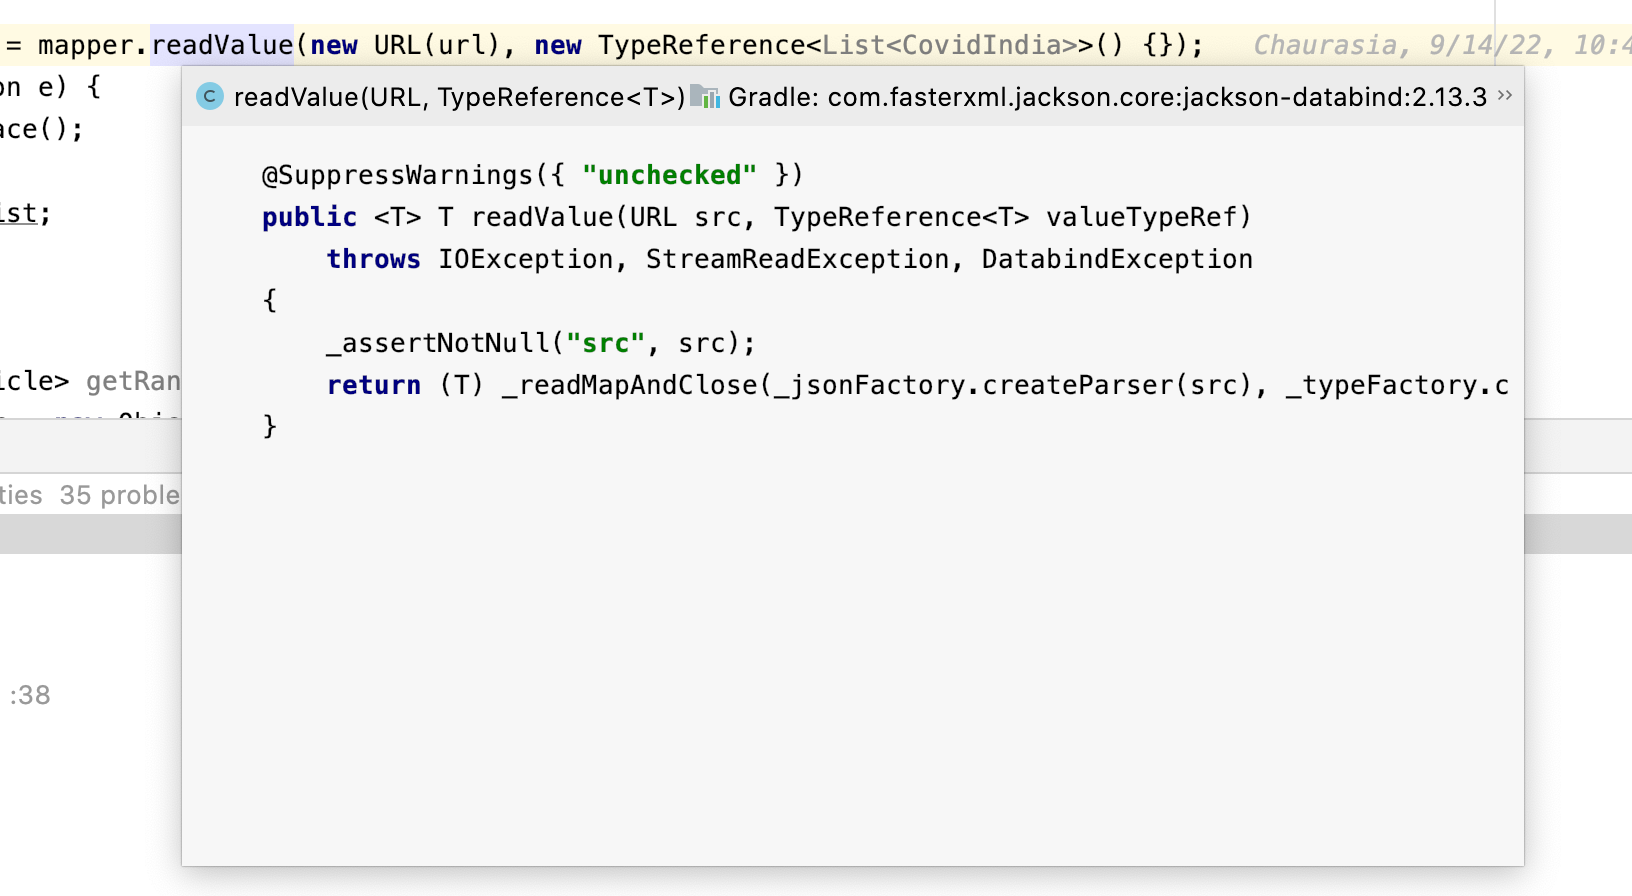 = mapper.readValue(new URL(url), new TypeReference<List<CovidIndia>>() {}); Chaurasia, 9/14/22, 10:4
on e) {
ace();
ist;
icle> getRan
ties 35 proble
:38
C readValue(URL, TypeReference<T>) Gradle: com.fasterxml.jackson.core:jackson-databind:2.13.3 >>
@SuppressWarnings({ "unchecked" })
public <T> T readValue(URL src, TypeReference<T> valueTypeRef)
throws IOException, StreamReadException, DatabindException
{
_assertNotNull("src", src);
return (T) _readMapAndClose(_jsonFactory.createParser(src), _typeFactory.c
}